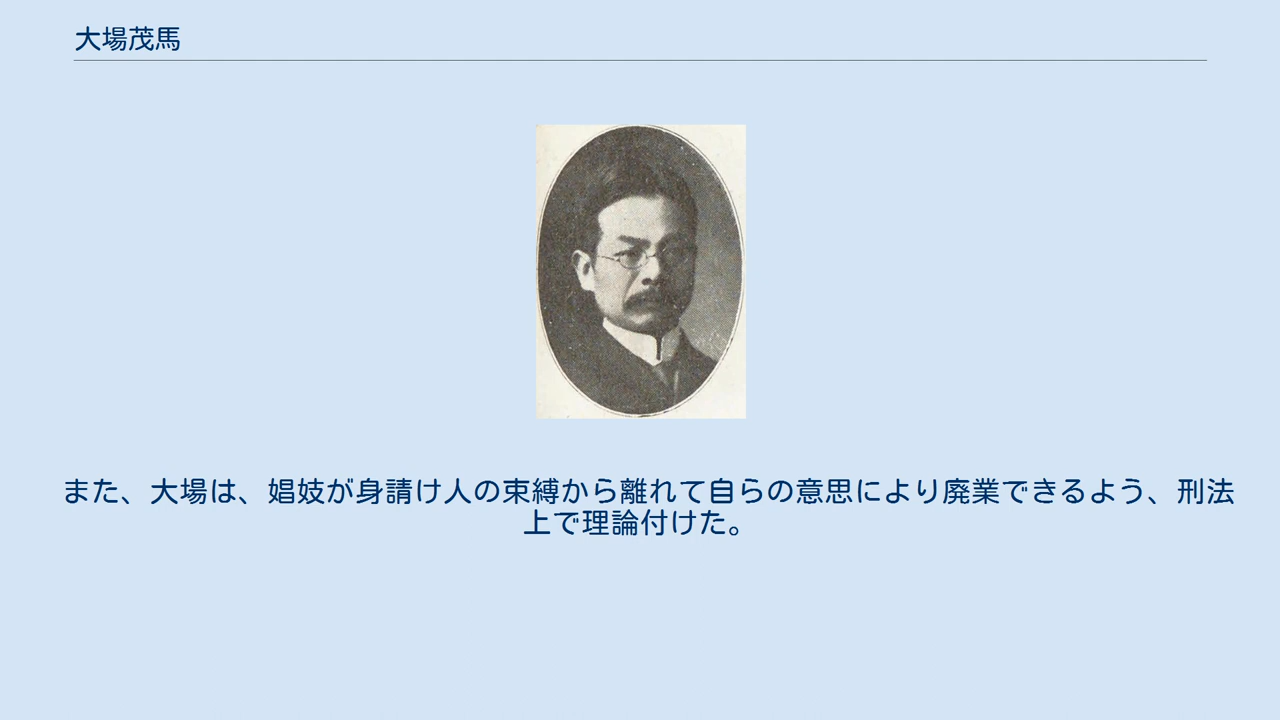 大場茂馬
また、大場は、娼妓が身請け人の束縛から離れて自らの意思により廃業できるよう、刑法
上で理論付けた。